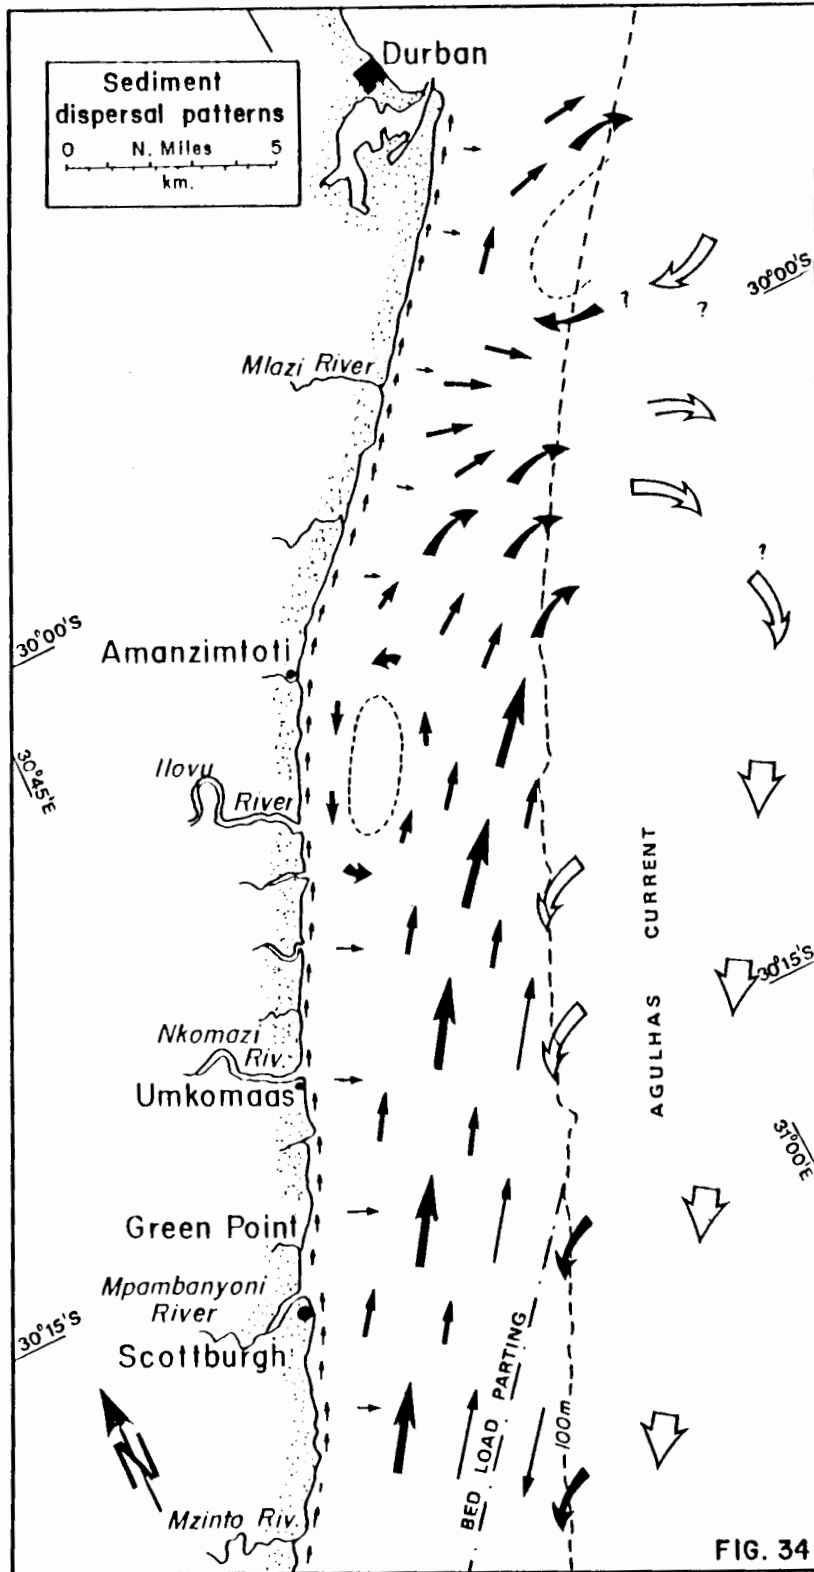 Durban
Sediment
dispersal patterns
0 N. Miles 5
km.
30°00'S
?
?
Mlazi River
?
30°00'S
Amanzimtoti
30°45'E
Ilovu
River
AGULHAS CURRENT
30°15'S
Nkomazi
Riv.
Umkomaas
31°00'E
Green Point
Mpambanyoni
River
30°15'S
Scottburgh
BED LOAD PARTING
100m
N
Mzinto Riv.
FIG. 34